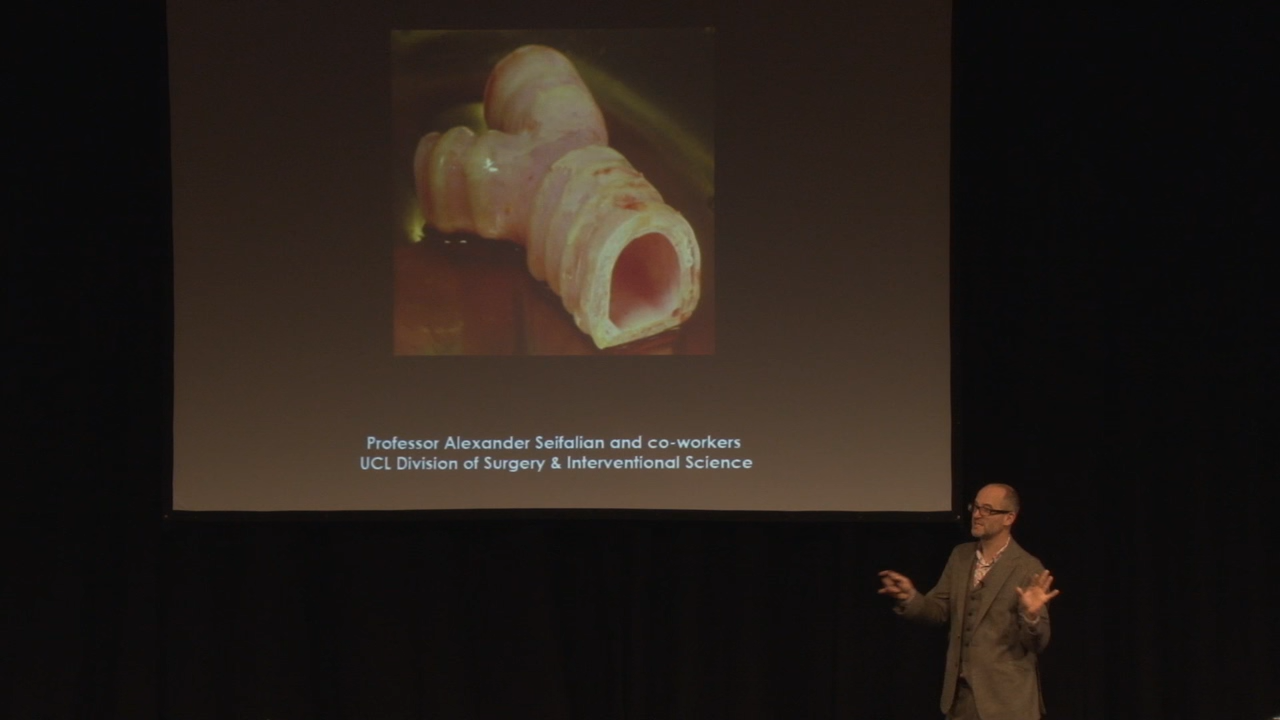 Professor Alexander Seifalian and co-workers
UCL Division of Surgery & Interventional Science